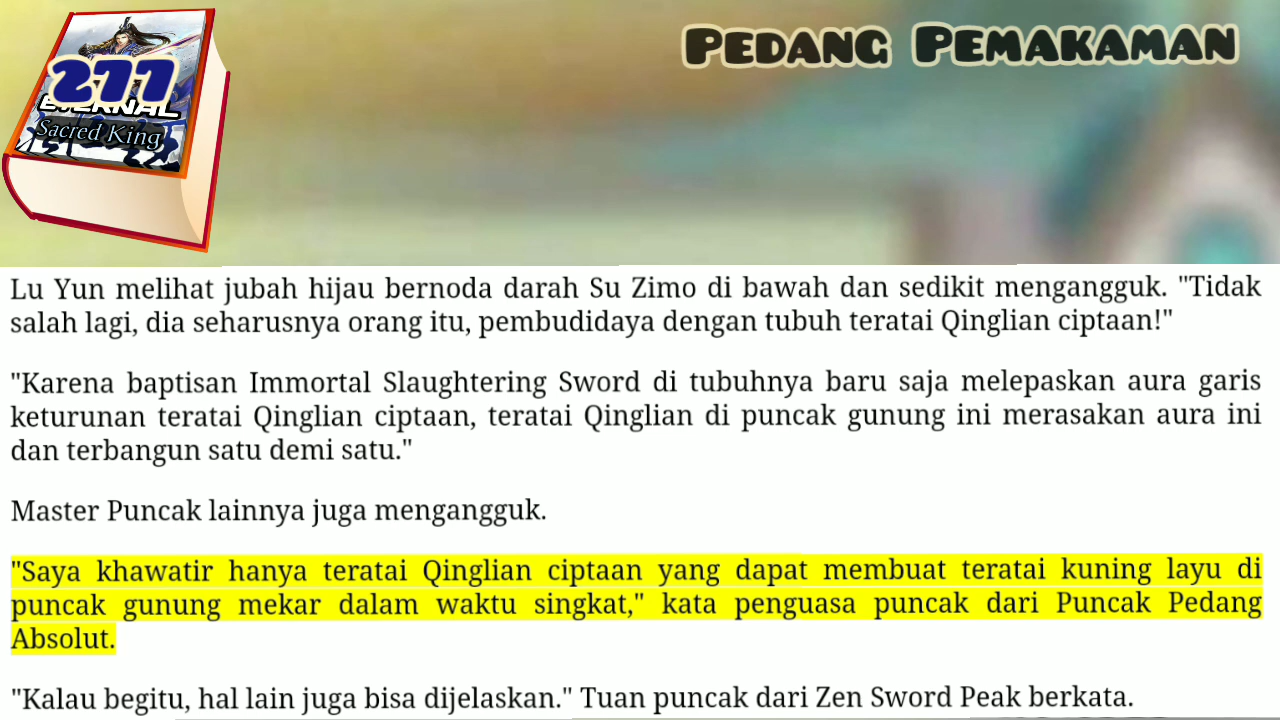 Pedang Pemakaman
277
ETERNAL
Sacred King
Lu Yun melihat jubah hijau bernoda darah Su Zimo di bawah dan sedikit mengangguk. "Tidak
salah lagi, dia seharusnya orang itu, pembudidaya dengan tubuh teratai Qinglian ciptaan!"
"Karena baptisan Immortal Slaughtering Sword di tubuhnya baru saja melepaskan aura garis
keturunan teratai Qinglian ciptaan, teratai Qinglian di puncak gunung ini merasakan aura ini
dan terbangun satu demi satu."
Master Puncak lainnya juga mengangguk.
"Saya khawatir hanya teratai Qinglian ciptaan yang dapat membuat teratai kuning layu di
puncak gunung mekar dalam waktu singkat," kata penguasa puncak dari Puncak Pedang
Absolut.
"Kalau begitu, hal lain juga bisa dijelaskan." Tuan puncak dari Zen Sword Peak berkata.